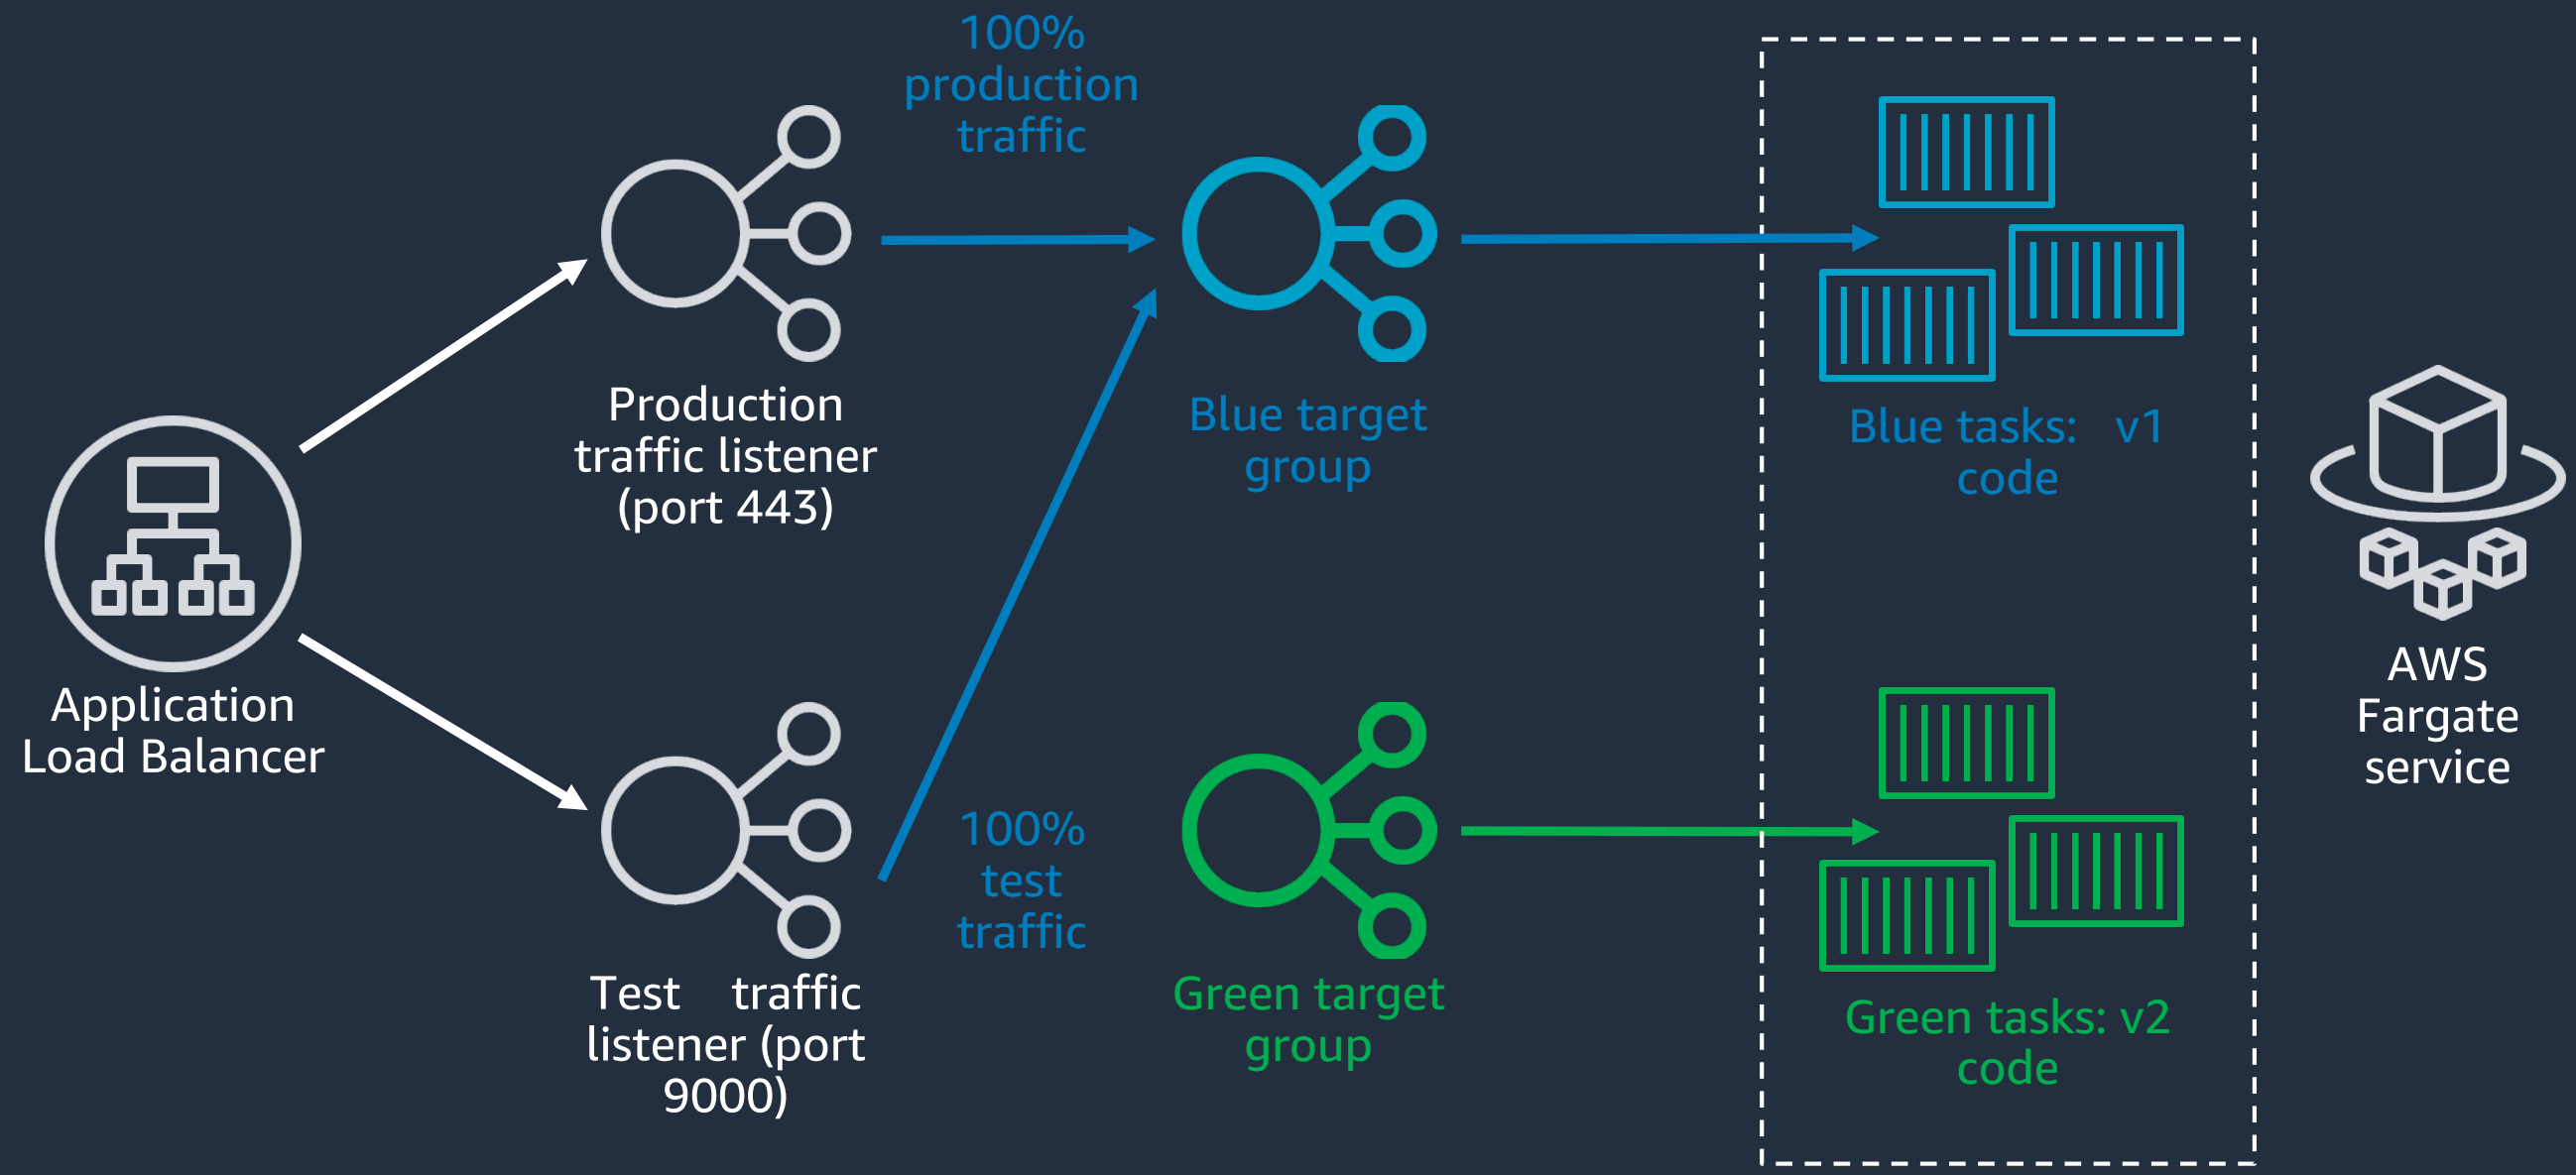 100%
production
traffic
Production
traffic listener
(port 443)
Blue target
group
Blue tasks: v1
code
Application
Load Balancer
AWS
Fargate
service
100%
test
traffic
Test traffic
listener (port
9000)
Green target
group
Green tasks: v2
code